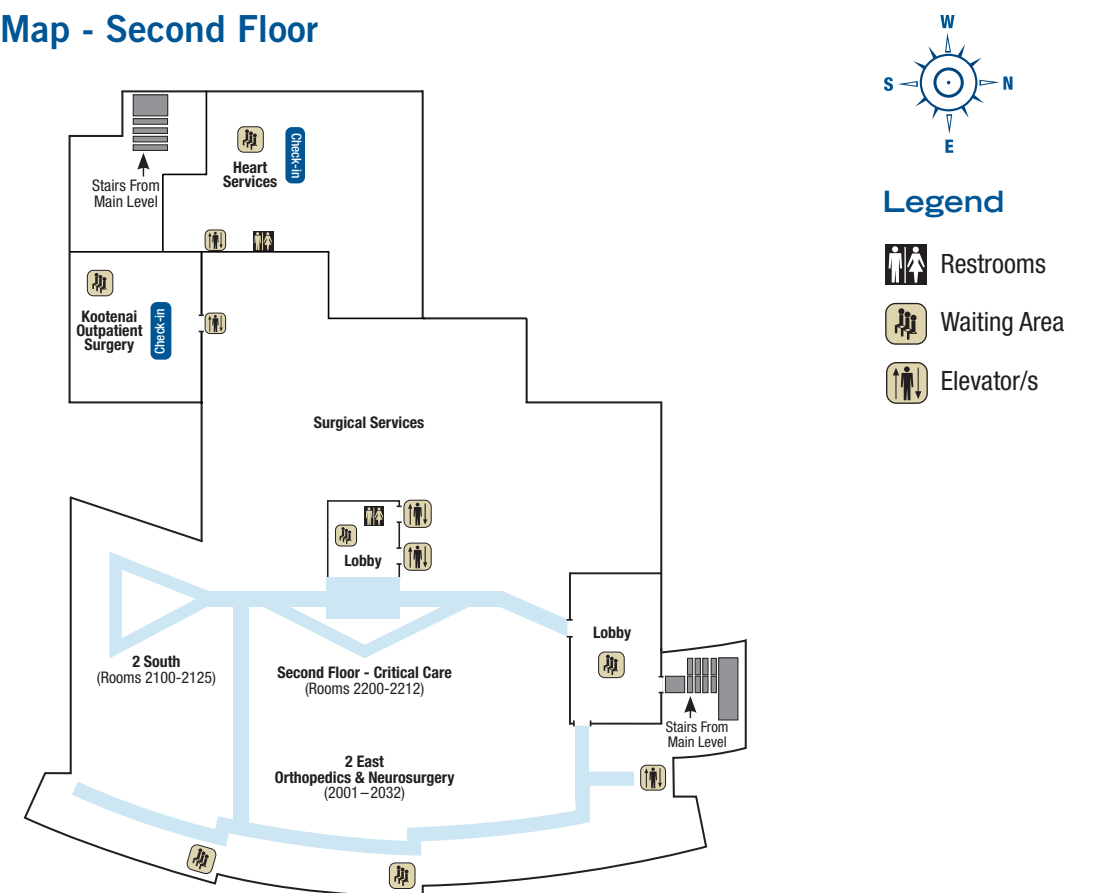 Map - Second Floor
W
S
N
E
Legend
Restrooms
Waiting Area
Elevator/s
Stairs From
Main Level
Heart
Services
Check-in
Kootenai
Outpatient
Surgery
Check-in
Surgical Services
Lobby
Lobby
2 South
(Rooms 2100-2125)
Second Floor - Critical Care
(Rooms 2200-2212)
Stairs From
Main Level
2 East
Orthopedics & Neurosurgery
(2001–2032)